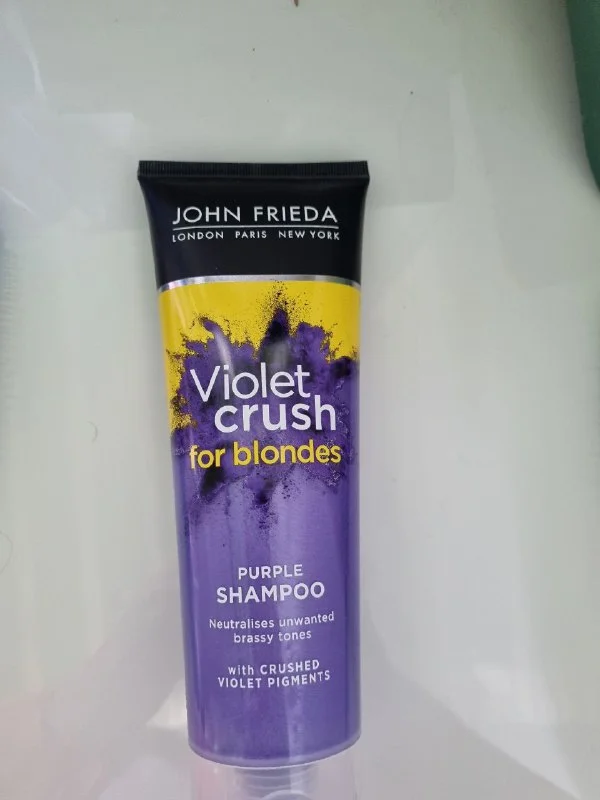 JOHN FRIEDA
LONDON PARIS NEW YORK
Violet
crush
for blondes
PURPLE
SHAMPOO
Neutralises unwanted
brassy tones
with CRUSHED
VIOLET PIGMENTS